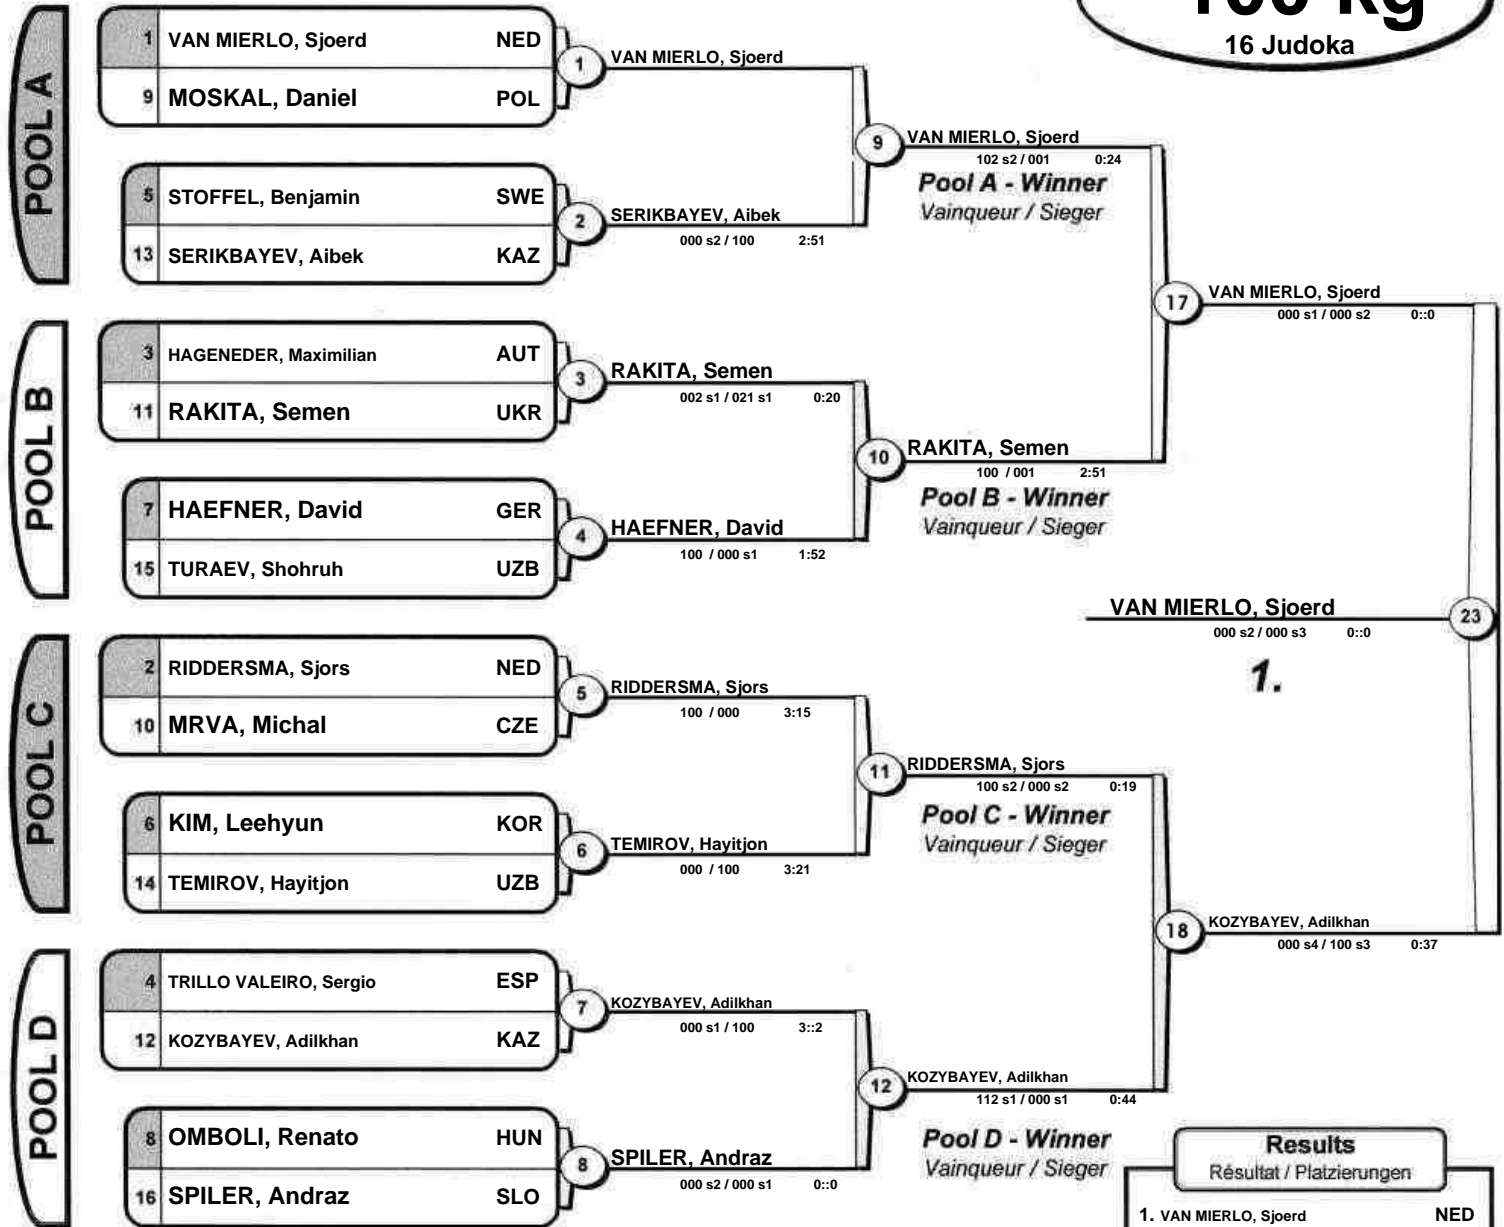 100 kg
16 Judoka
POOL A
1 VAN MIERLO, Sjoerd NED
9 MOSKAL, Daniel POL
5 STOFFEL, Benjamin SWE
13 SERIKBAYEV, Aibek KAZ
1 VAN MIERLO, Sjoerd
2 SERIKBAYEV, Aibek
000 s2 / 100 2:51
9 VAN MIERLO, Sjoerd
102 s2 / 001 0:24
Pool A - Winner
Vainqueur / Sieger
POOL B
3 HAGENEDER, Maximilian AUT
11 RAKITA, Semen UKR
7 HAEFNER, David GER
15 TURAEV, Shohruh UZB
3 RAKITA, Semen
002 s1 / 021 s1 0:20
4 HAEFNER, David
100 / 000 s1 1:52
10 RAKITA, Semen
100 / 001 2:51
Pool B - Winner
Vainqueur / Sieger
17 VAN MIERLO, Sjoerd
000 s1 / 000 s2 0::0
POOL C
2 RIDDERSMA, Sjors NED
10 MRVA, Michal CZE
6 KIM, Leehyun KOR
14 TEMIROV, Hayitjon UZB
5 RIDDERSMA, Sjors
100 / 000 3:15
6 TEMIROV, Hayitjon
000 / 100 3:21
11 RIDDERSMA, Sjors
100 s2 / 000 s2 0:19
Pool C - Winner
Vainqueur / Sieger
POOL D
4 TRILLO VALEIRO, Sergio ESP
12 KOZYBAYEV, Adilkhan KAZ
8 OMBOLI, Renato HUN
16 SPILER, Andraz SLO
7 KOZYBAYEV, Adilkhan
000 s1 / 100 3::2
8 SPILER, Andraz
000 s2 / 000 s1 0::0
12 KOZYBAYEV, Adilkhan
112 s1 / 000 s1 0:44
Pool D - Winner
Vainqueur / Sieger
18 KOZYBAYEV, Adilkhan
000 s4 / 100 s3 0:37
VAN MIERLO, Sjoerd 23
000 s2 / 000 s3 0::0
1.
Results
Résultat / Platzierungen
1. VAN MIERLO, Sjoerd NED